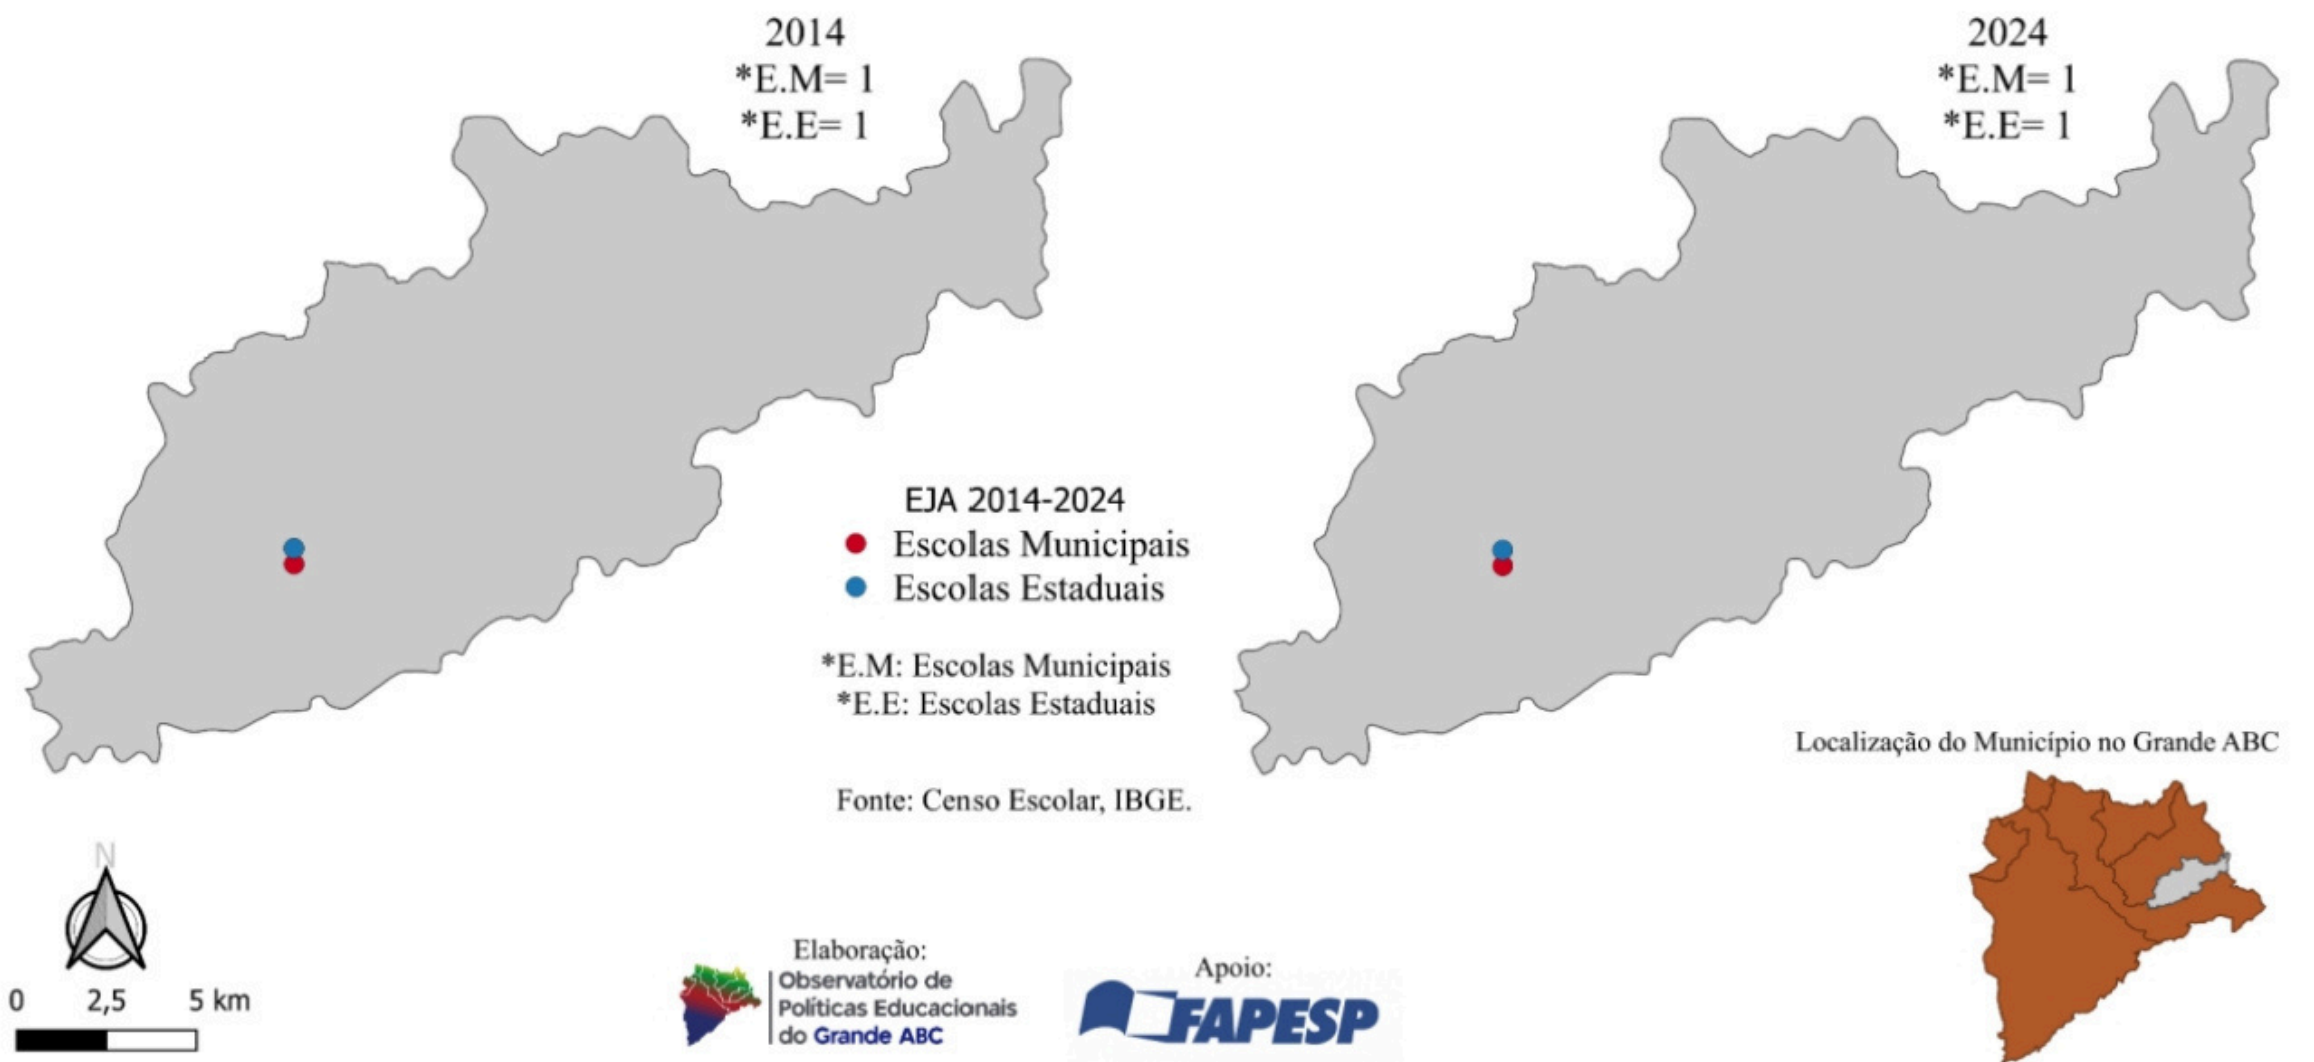 2014
*E.M= 1
*E.E= 1
2024
*E.M= 1
*E.E= 1
EJA 2014-2024
Escolas Municipais
Escolas Estaduais
*E.M: Escolas Municipais
*E.E: Escolas Estaduais
Fonte: Censo Escolar, IBGE.
Localização do Município no Grande ABC
N
0 2,5 5 km
Elaboração:
Observatório de
Políticas Educacionais
do Grande ABC
Apoio:
FAPESP